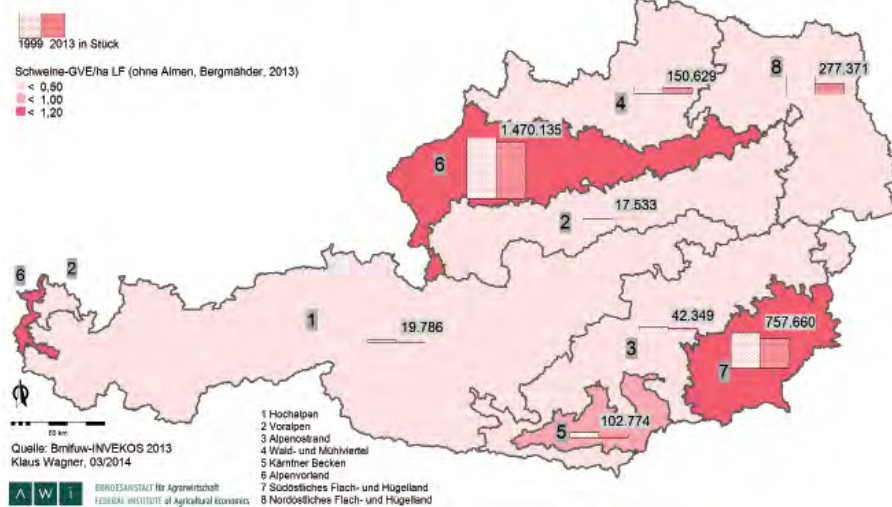 1999 2013 in Stück
Schweine-GVE/ha LF (ohne Almen, Bergmähder, 2013)
< 0,50
< 1,00
< 1,20
8
277.371
150.629
4
1.470.135
6
2
17.533
6
2
1
19.786
42.349
3
757.660
7
102.774
5
60 km
Quelle: Bmlfuw-INVEKOS 2013
Klaus Wagner, 03/2014
1 Hochalpen
2 Voralpen
3 Alpenostrand
4 Wald- und Mühlviertel
5 Kärntner Becken
6 Alpenvorland
7 Südöstliches Flach- und Hügelland
8 Nordöstliches Flach- und Hügelland
AWI
BUNDESANSTALT für Agrarwirtschaft
FEDERAL INSTITUTE of Agricultural Economics